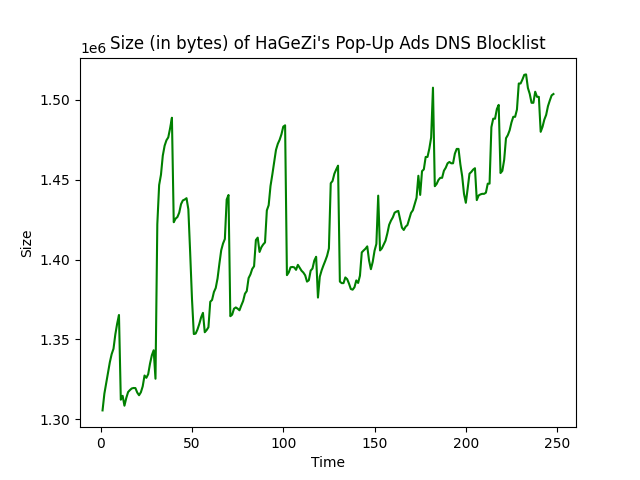 Size (in bytes) of HaGeZi's Pop-Up Ads DNS Blocklist
1e6
1.50
1.45
1.40
1.35
1.30
Size
0 50 100 150 200 250
Time